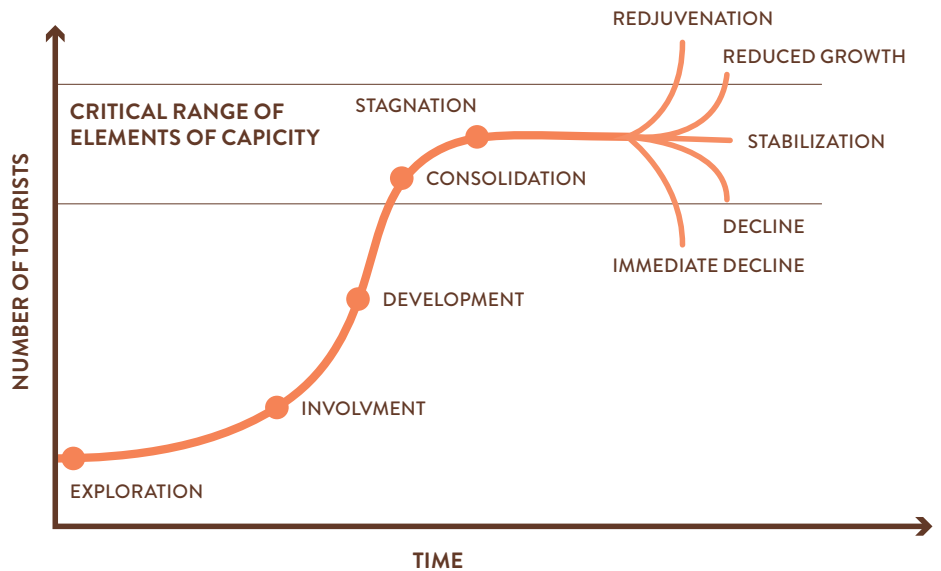 REDJUVENATION
REDUCED GROWTH
CRITICAL RANGE OF
ELEMENTS OF CAPICITY
STAGNATION
STABILIZATION
CONSOLIDATION
DECLINE
IMMEDIATE DECLINE
DEVELOPMENT
INVOLVMENT
EXPLORATION
NUMBER OF TOURISTS
TIME